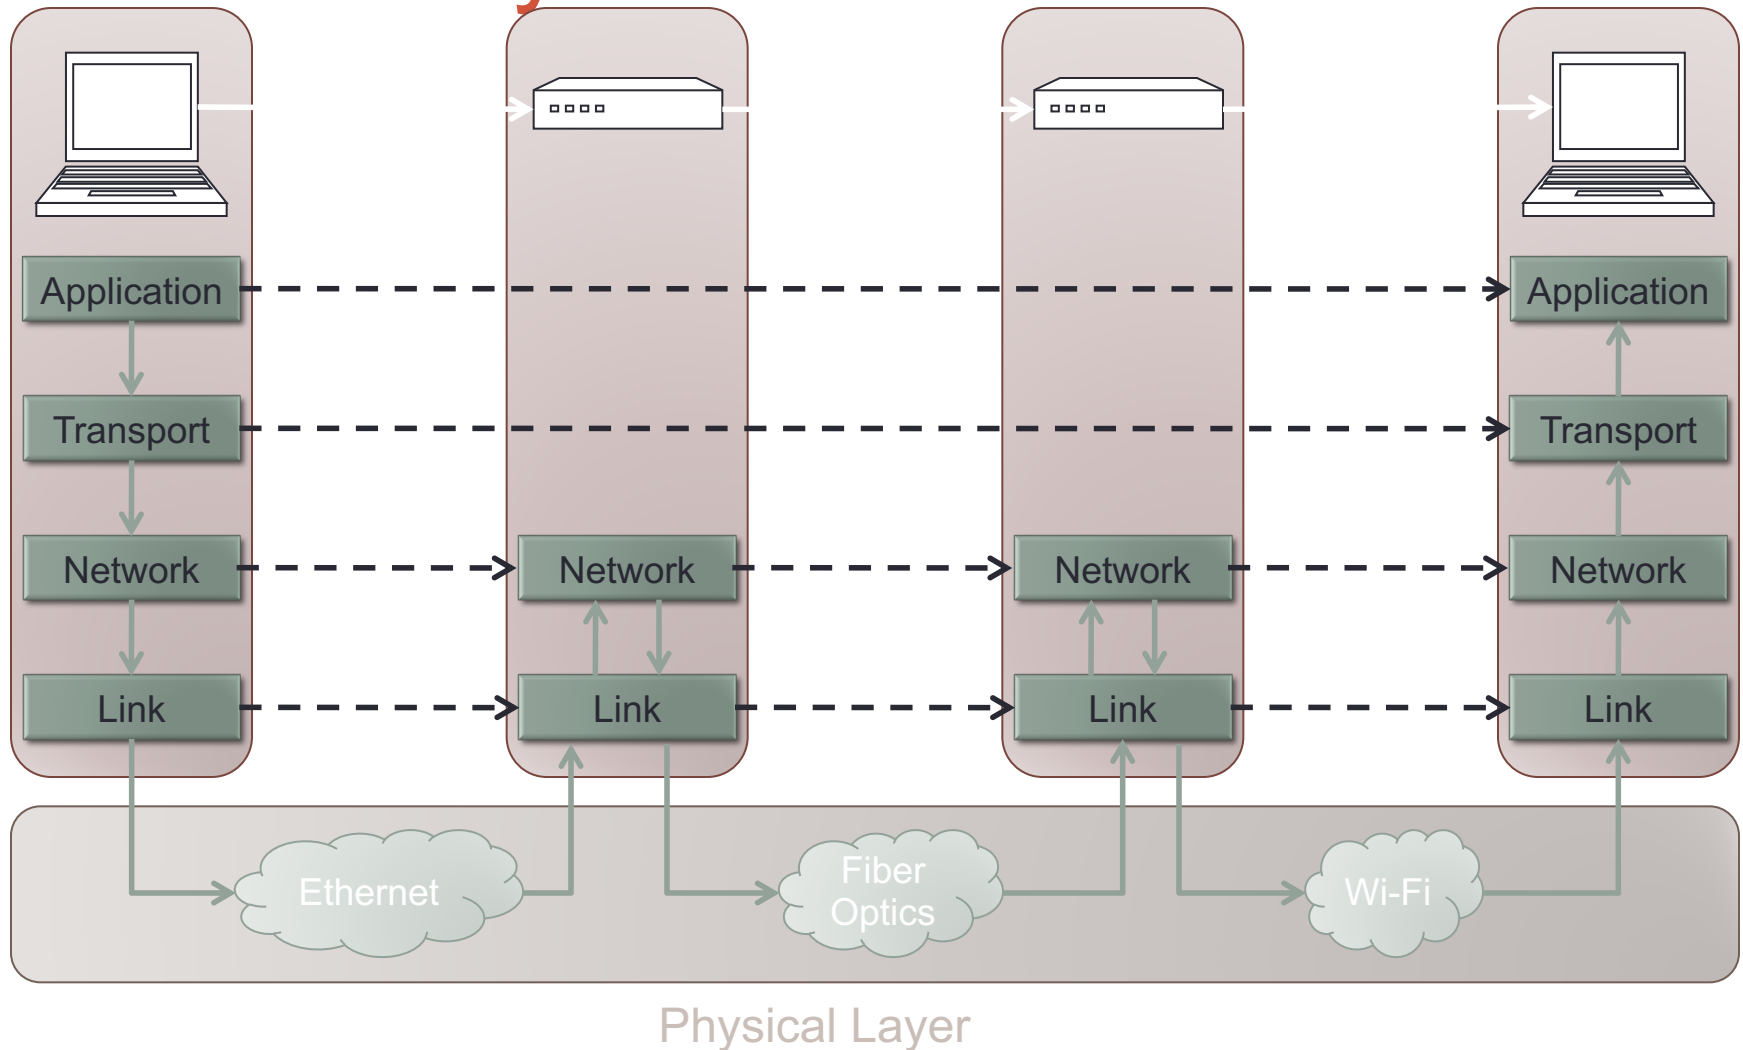 Application
Application
Transport
Transport
Network
Network
Network
Network
Link
Link
Link
Link
Ethernet
Fiber
Optics
Wi-Fi
Physical Layer